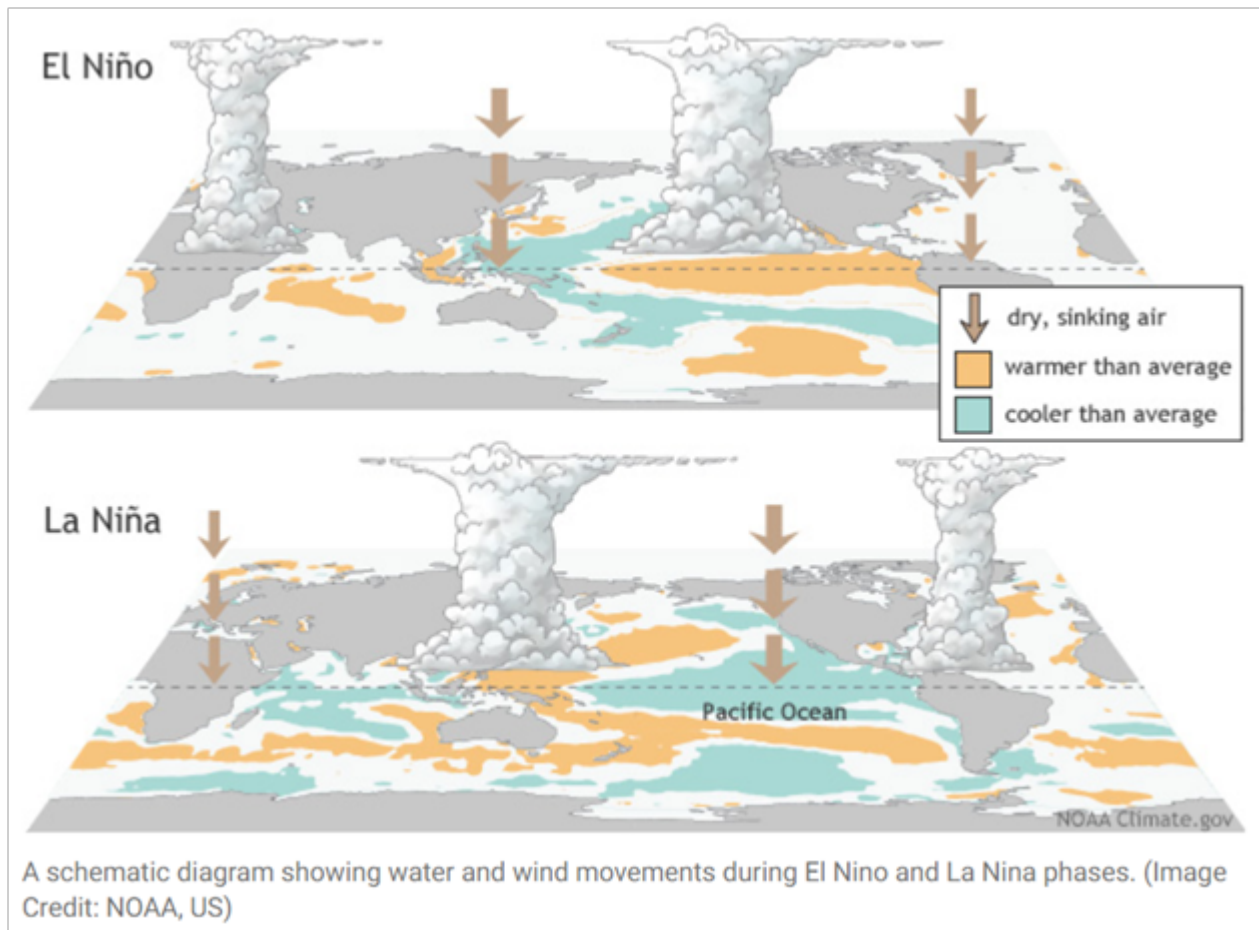 El Niño
dry, sinking air
warmer than average
cooler than average
La Niña
Pacific Ocean
NOAA Climate.gov
A schematic diagram showing water and wind movements during El Nino and La Nina phases. (Image
Credit: NOAA, US)